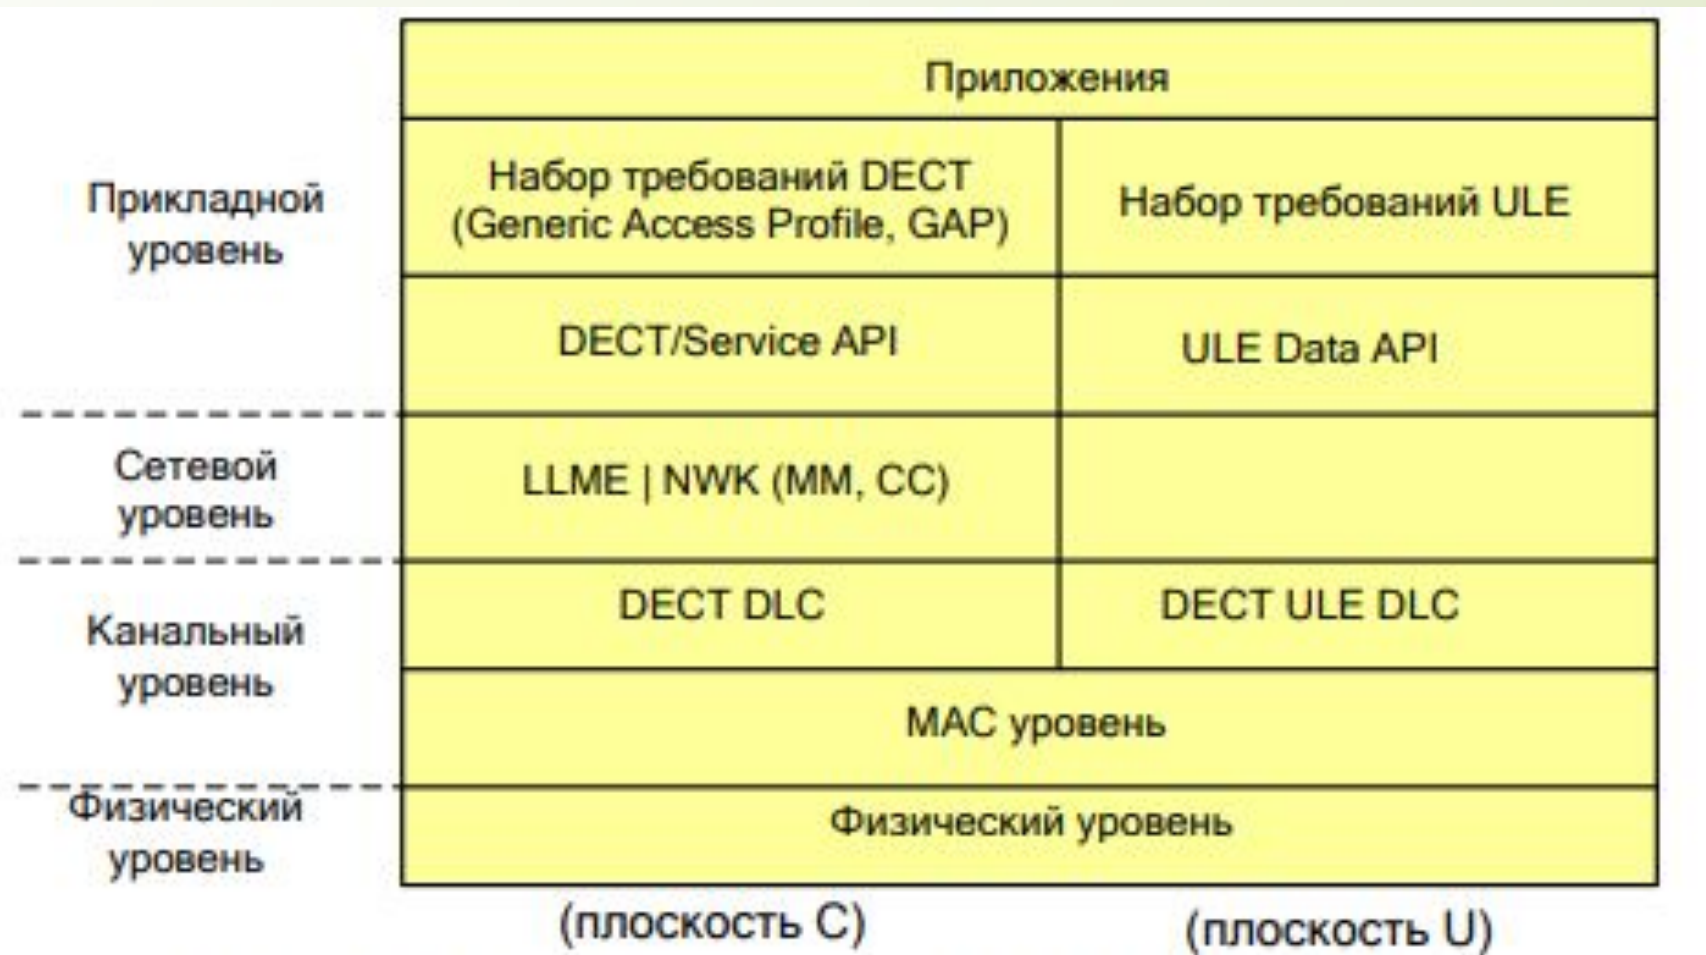 Приложения
Прикладной
уровень
Набор требований DECT
(Generic Access Profile, GAP)
Набор требований ULE
DECT/Service API
ULE Data API
Сетевой
уровень
LLME | NWK (MM, CC)
Канальный
уровень
DECT DLC
DECT ULE DLC
MAC уровень
Физический
уровень
Физический уровень
(плоскость C)
(плоскость U)